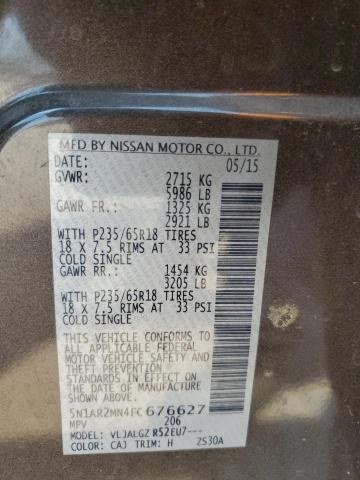 MFD BY NISSAN MOTOR CO., LTD.
DATE: 05/15
GVWR: 2715 KG
5986 LB
GAWR FR.: 1325 KG
2921 LB
WITH P235/65R18 TIRES
18 X 7.5 RIMS AT 33 PSI
COLD SINGLE
GAWR RR.: 1454 KG
3205 LB
WITH P235/65R18 TIRES
18 X 7.5 RIMS AT 33 PSI
COLD SINGLE
THIS VEHICLE CONFORMS TO
ALL APPLICABLE FEDERAL
MOTOR VEHICLE SAFETY
AND THEFT PREVENTION
STANDARDS IN EFFECT ON
THE DATE OF MANUFACTURE
SHOWN ABOVE
5N1AR2MN4FC676627
MPV 206
MODEL: VLJALGZ R52EU7---
COLOR: CAJ TRIM: H ZS30A